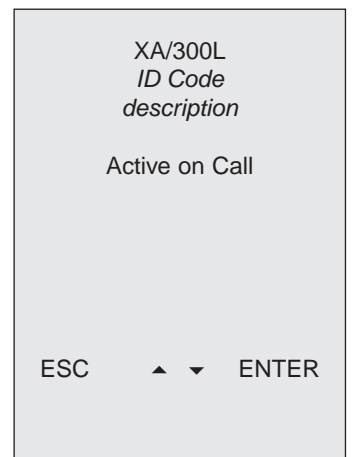 XA/300L
ID Code
description
Active on Call
ESC ▲ ▼ ENTER